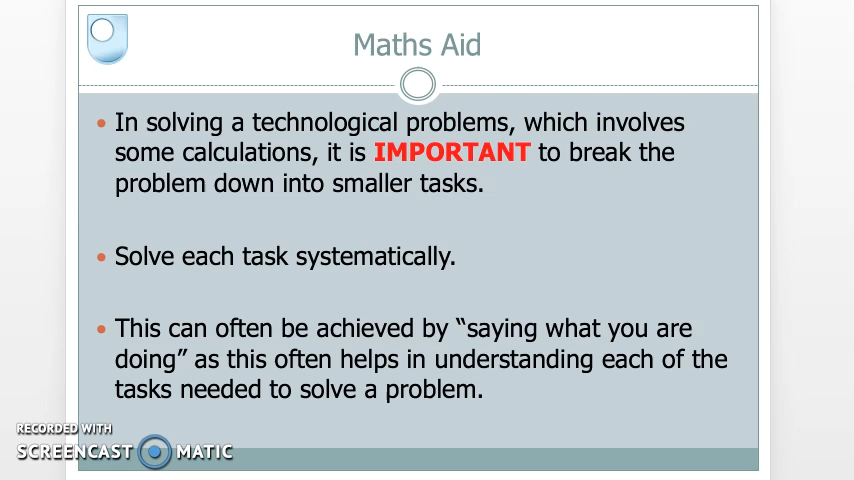 Maths Aid
In solving a technological problems, which involves
some calculations, it is IMPORTANT to break the
problem down into smaller tasks.
Solve each task systematically.
This can often be achieved by “saying what you are
doing” as this often helps in understanding each of the
tasks needed to solve a problem.
RECORDED WITH
SCREENCAST MATIC